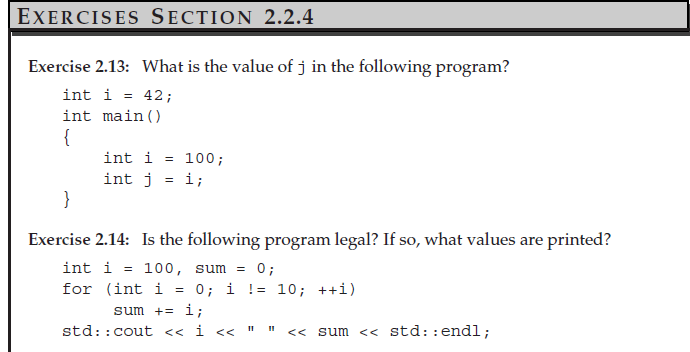 EXERCISES SECTION 2.2.4
Exercise 2.13: What is the value of j in the following program?
int i = 42;
int main()
{
int i = 100;
int j = i;
}
Exercise 2.14: Is the following program legal? If so, what values are printed?
int i = 100, sum = 0;
for (int i = 0; i != 10; ++i)
sum += i;
std::cout << i << " " << sum << std::endl;